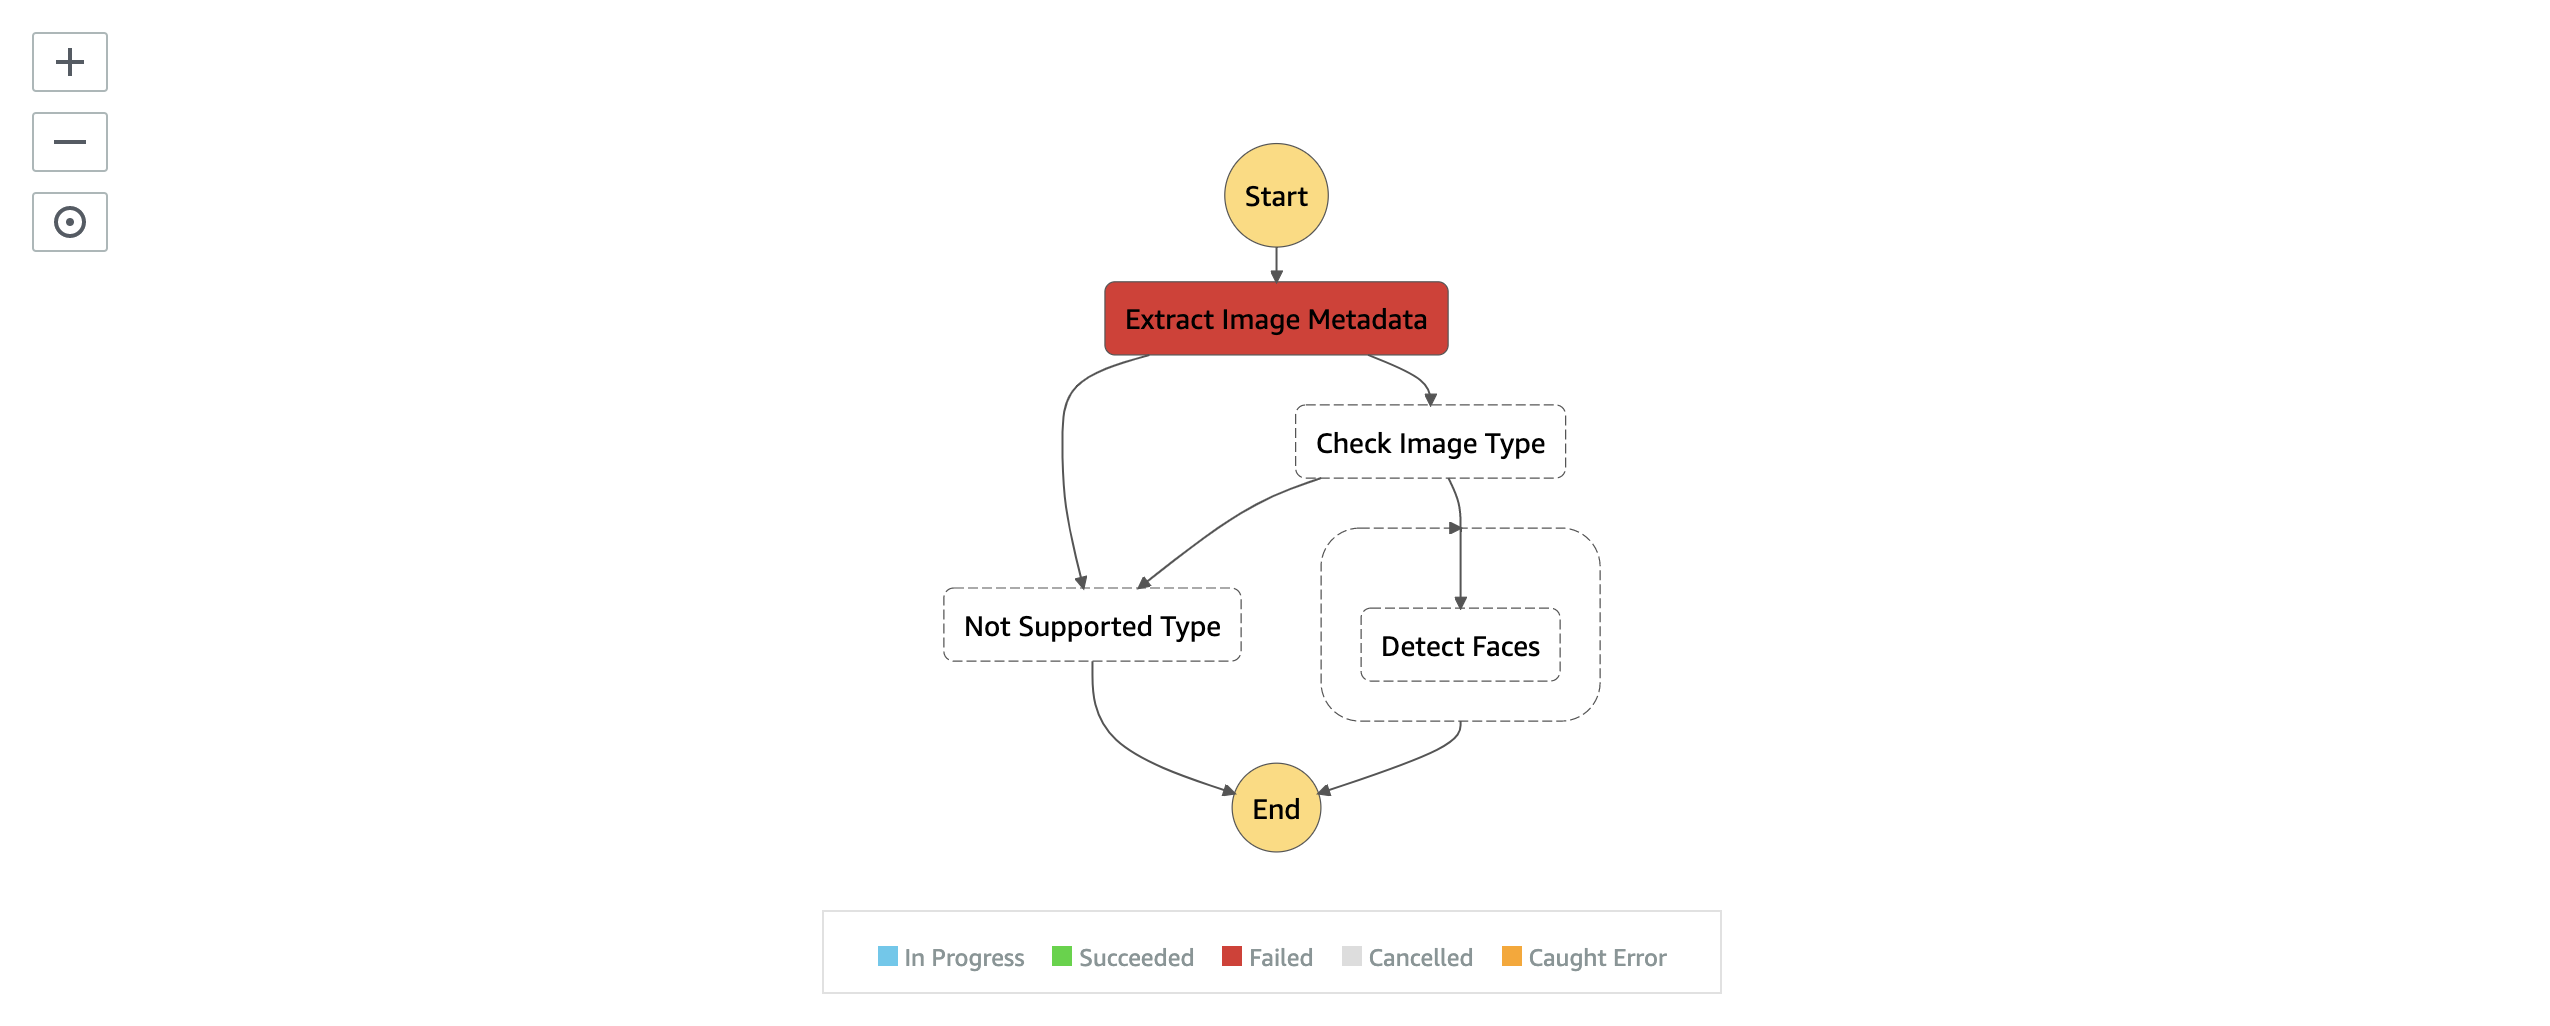 Start
Extract Image Metadata
Check Image Type
Not Supported Type
Detect Faces
End
In Progress Succeeded Failed Cancelled Caught Error